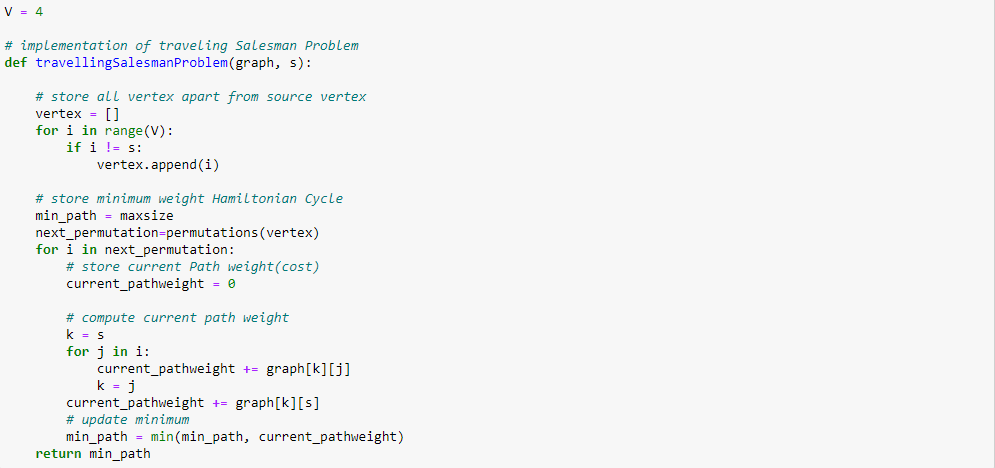 V = 4
# implementation of traveling Salesman Problem
def travellingSalesmanProblem(graph, s):
    # store all vertex apart from source vertex
    vertex = []
    for i in range(V):
        if i != s:
            vertex.append(i)
    # store minimum weight Hamiltonian Cycle
    min_path = maxsize
    next_permutation=permutations(vertex)
    for i in next_permutation:
        # store current Path weight(cost)
        current_pathweight = 0
        # compute current path weight
        k = s
        for j in i:
            current_pathweight += graph[k][j]
            k = j
        current_pathweight += graph[k][s]
        # update minimum
        min_path = min(min_path, current_pathweight)
    return min_path